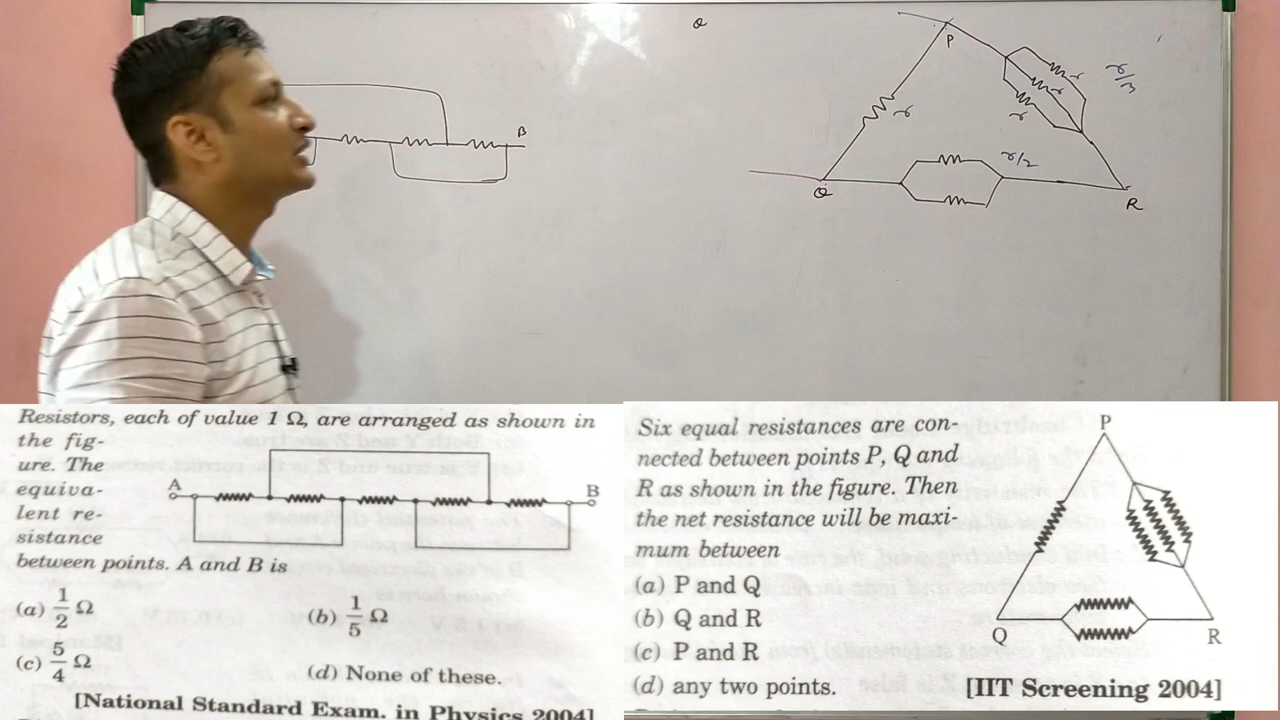 B
Q
P
r
r
r
r
r/3
r/2
Q
R
Resistors, each of value 1 Ω, are arranged as shown in
the fig-
ure. The
equiva-
lent re-
sistance
between points. A and B is
A
B
(a) 1/2 Ω
(b) 1/5 Ω
(c) 5/4 Ω
(d) None of these.
[National Standard Exam. in Physics 2004]
Six equal resistances are con-
nected between points P, Q and
R as shown in the figure. Then
the net resistance will be maxi-
mum between
(a) P and Q
(b) Q and R
(c) P and R
(d) any two points.
[IIT Screening 2004]
P
Q
R